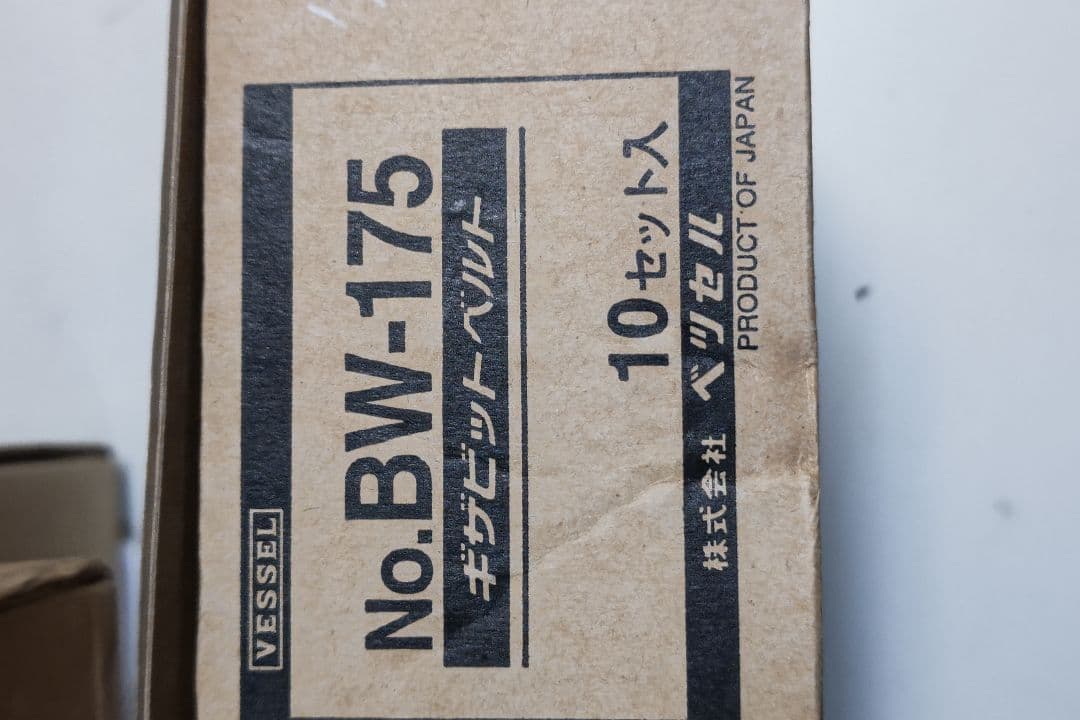 VESSEL
No.BW-175
ギザビットベルト
10セット入
株式会社 ベッセル
PRODUCT OF JAPAN